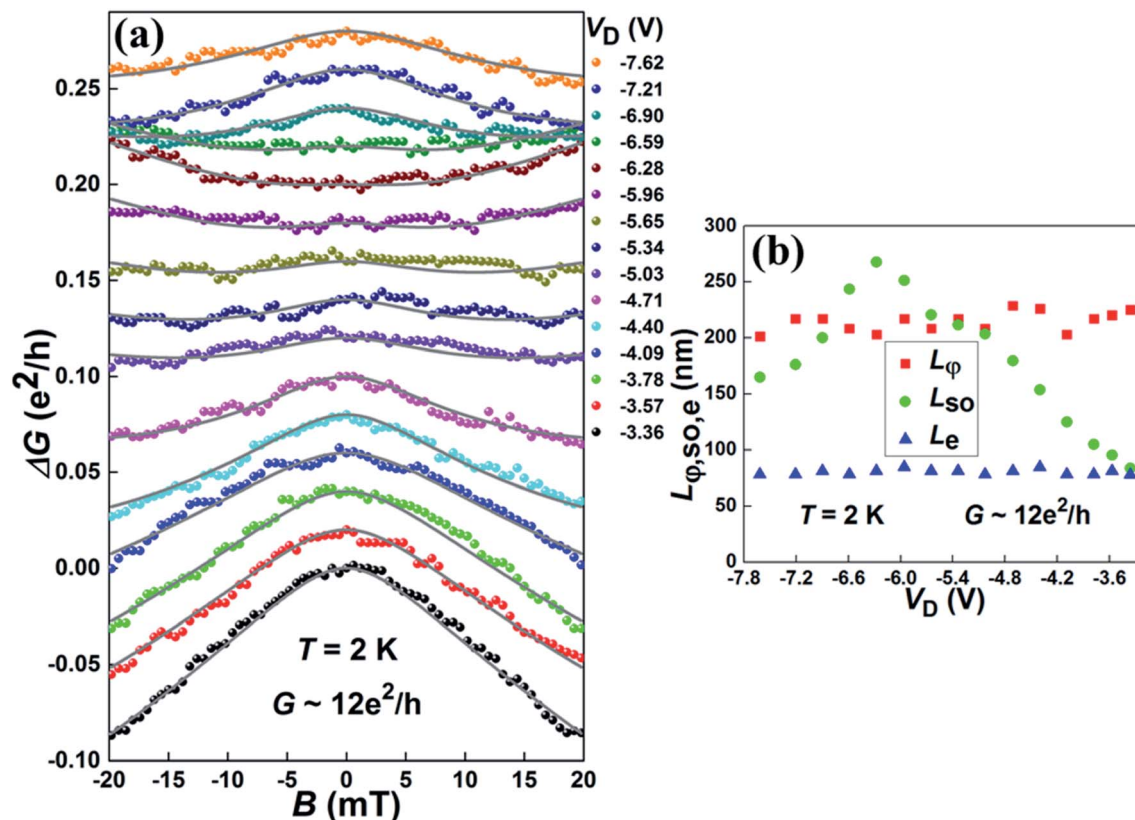 (a)
V_D (V)
-7.62
-7.21
-6.90
-6.59
-6.28
-5.96
-5.65
-5.34
-5.03
-4.71
-4.40
-4.09
-3.78
-3.57
-3.36
0.25
0.20
0.15
0.10
0.05
0.00
-0.05
-0.10
ΔG (e²/h)
T = 2 K
G ~ 12e²/h
-20 -15 -10 -5 0 5 10 15 20
B (mT)
(b)
300
250
200
150
100
50
0
L_φ,so,e (nm)
L_φ
L_so
L_e
T = 2 K G ~ 12e²/h
-7.8 -7.2 -6.6 -6.0 -5.4 -4.8 -4.2 -3.6
V_D (V)